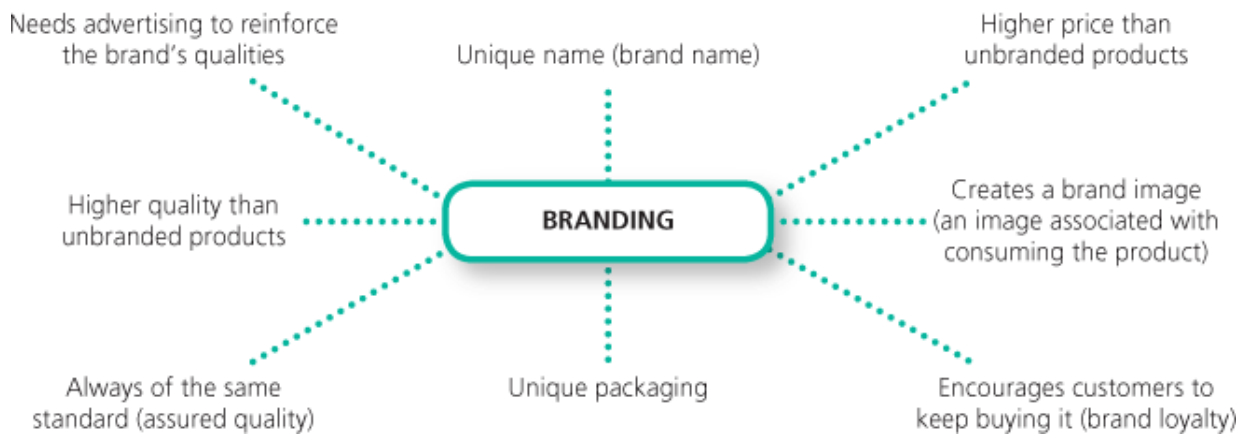 Needs advertising to reinforce
the brand's qualities
Unique name (brand name)
Higher price than
unbranded products
Higher quality than
unbranded products
BRANDING
Creates a brand image
(an image associated with
consuming the product)
Always of the same
standard (assured quality)
Unique packaging
Encourages customers to
keep buying it (brand loyalty)